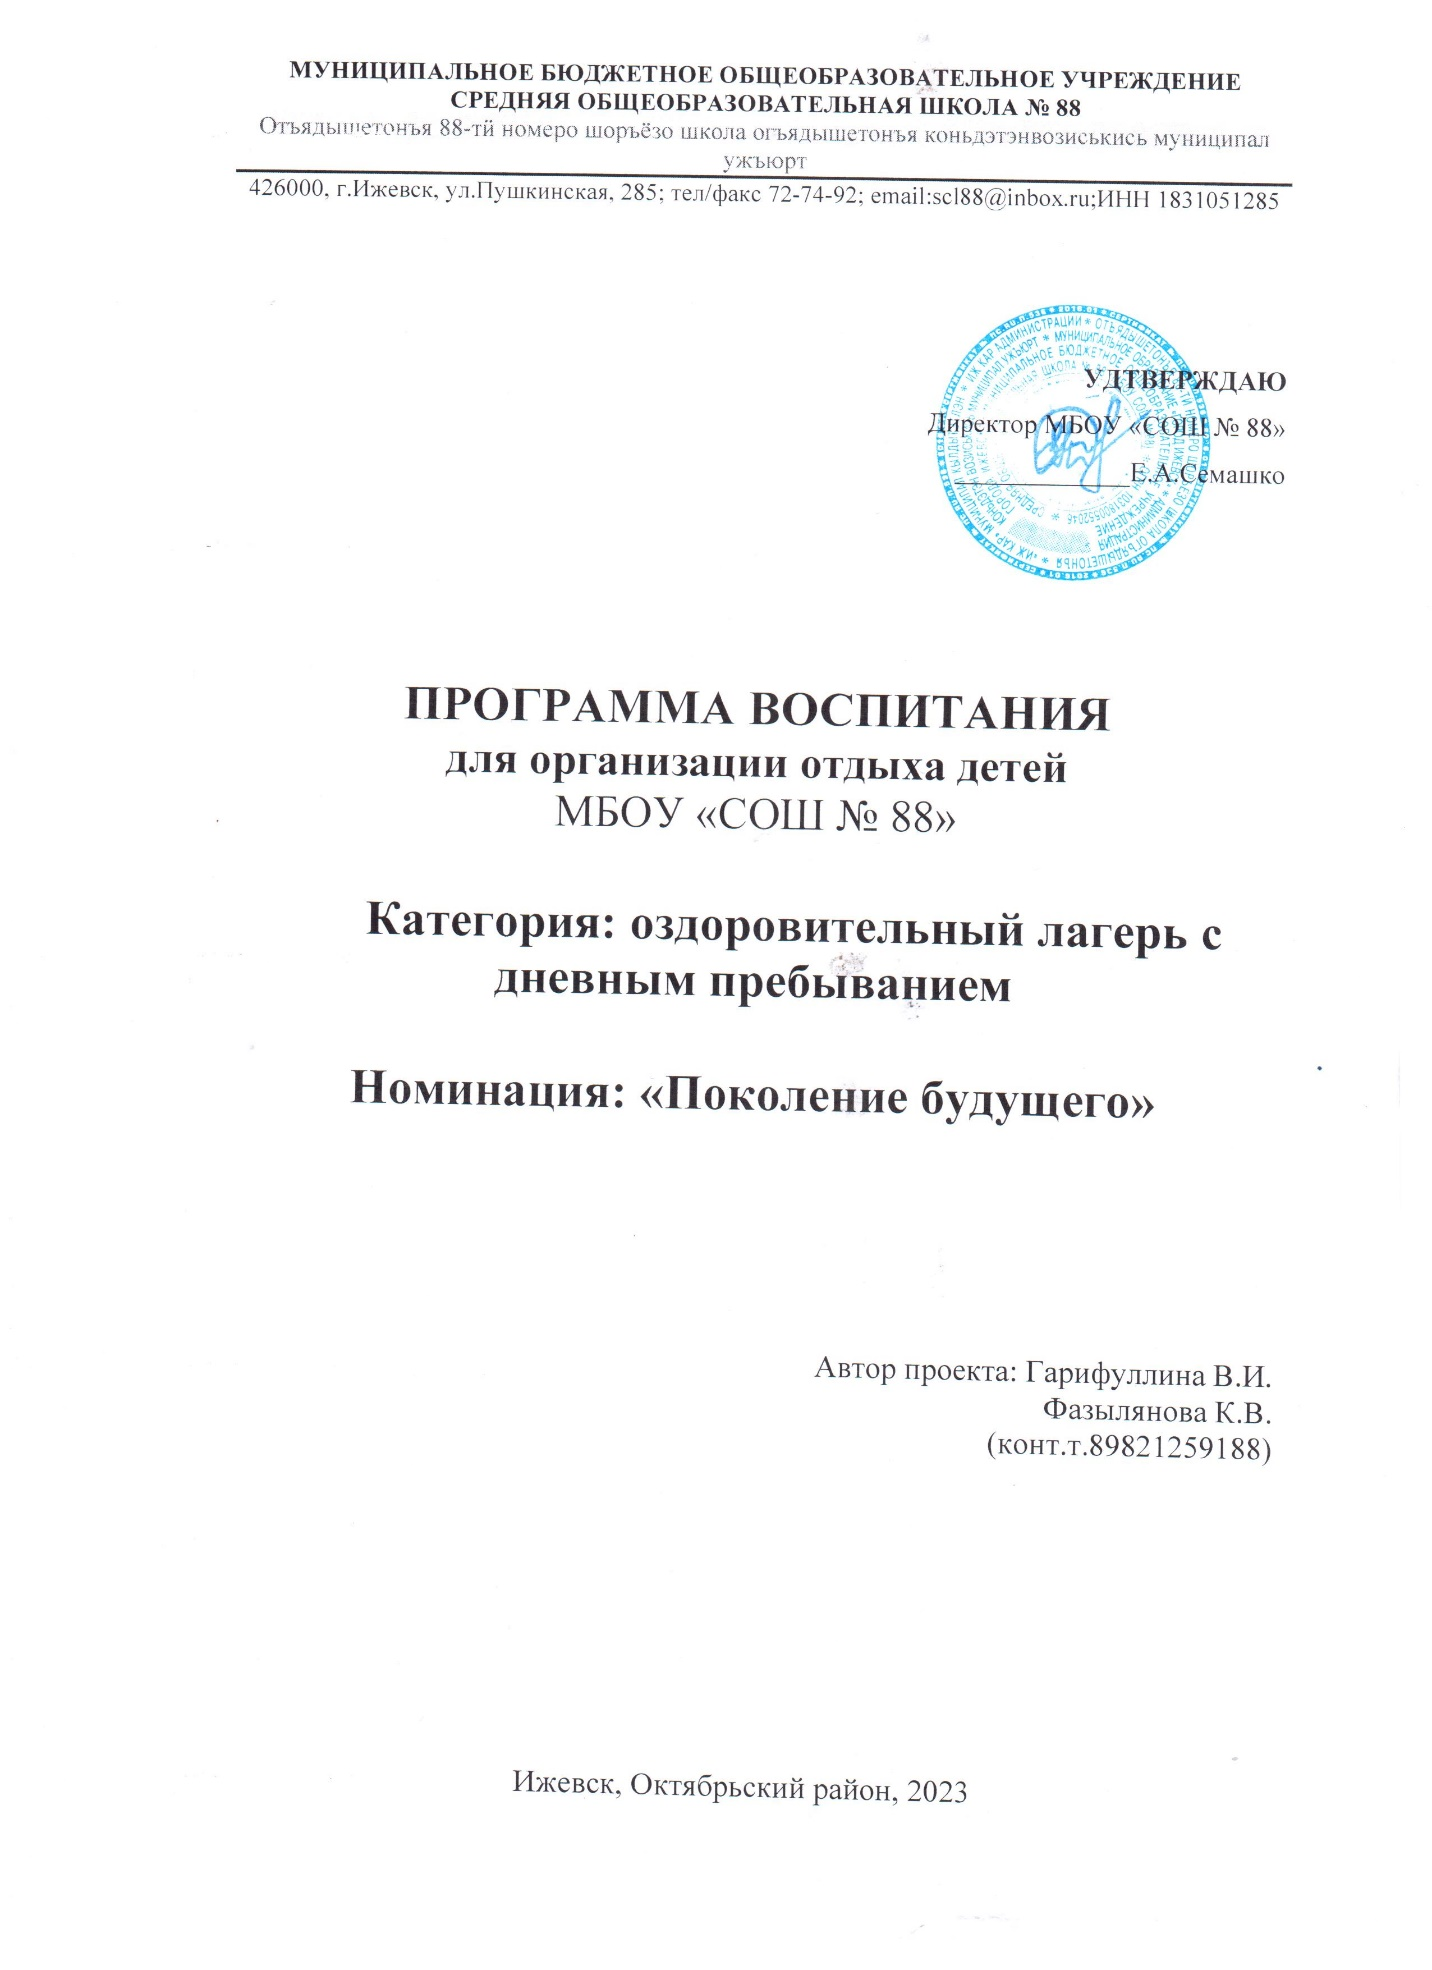 МУНИЦИПАЛЬНОЕ БЮДЖЕТНОЕ ОБЩЕОБРАЗОВАТЕЛЬНОЕ УЧРЕЖДЕНИЕ
СРЕДНЯЯ ОБЩЕОБРАЗОВАТЕЛЬНАЯ ШКОЛА № 88
Отъядышетонъя 88-тӥ номеро шоръёзо школа огъядышетонъя коньдэтэнвозиськись муниципал
ужъюрт
426000, г.Ижевск, ул.Пушкинская, 285; тел/факс 72-74-92; email:scl88@inbox.ru;ИНН 1831051285
УДТВЕРЖДАЮ
Директор МБОУ «СОШ № 88»
_____________Е.А.Семашко
ПРОГРАММА ВОСПИТАНИЯ
для организации отдыха детей
МБОУ «СОШ № 88»
Категория: оздоровительный лагерь с
дневным пребыванием
Номинация: «Поколение будущего»
Автор проекта: Гарифуллина В.И.
Фазылянова К.В.
(конт.т.89821259188)
Ижевск, Октябрьский район, 2023